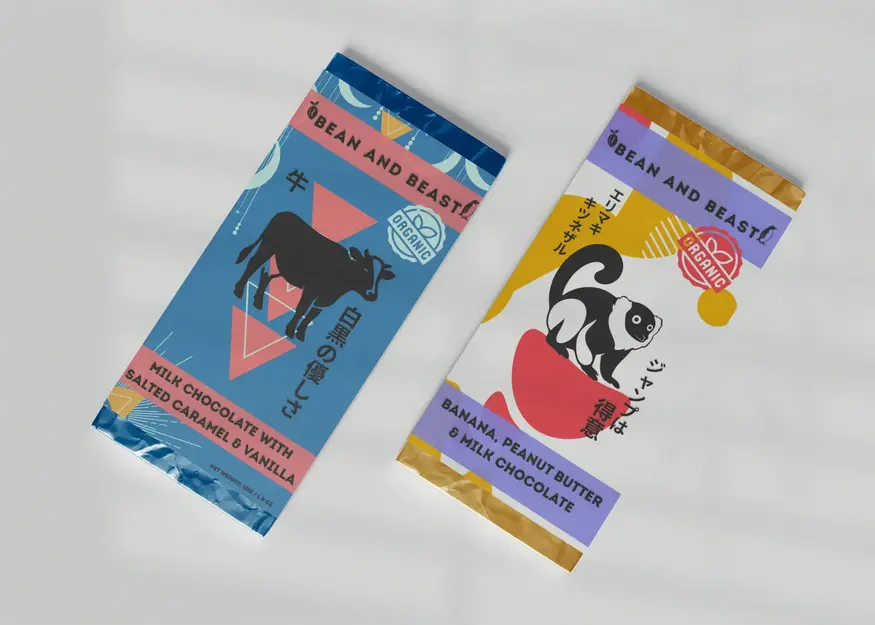 BEAN AND BEAST
牛
ORGANIC
白黒の優しさ
MILK CHOCOLATE WITH
SALTED CARAMEL & VANILLA
NET WEIGHT:
BEAN AND BEAST
エリマキ
キツネザル
ORGANIC
ジャンプは
得意
BANANA, PEANUT BUTTER
& MILK CHOCOLATE